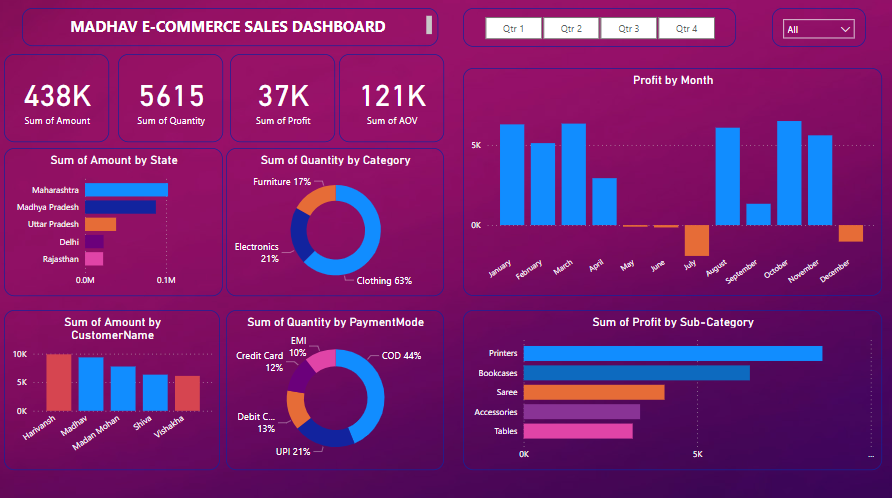 MADHAV E-COMMERCE SALES DASHBOARD
Qtr 1
Qtr 2
Qtr 3
Qtr 4
All
438K
Sum of Amount
5615
Sum of Quantity
37K
Sum of Profit
121K
Sum of AOV
Profit by Month
5K
0K
January
February
March
April
May
June
July
August
September
October
November
December
Sum of Amount by State
Maharashtra
Madhya Pradesh
Uttar Pradesh
Delhi
Rajasthan
0.0M
0.1M
Sum of Quantity by Category
Furniture 17%
Electronics
21%
Clothing 63%
Sum of Amount by
CustomerName
10K
5K
0K
Harivansh
Madhav
Madan Mohan
Shiva
Vishakha
Sum of Quantity by PaymentMode
EMI
10%
Credit Card
12%
Debit C...
13%
UPI 21%
COD 44%
Sum of Profit by Sub-Category
Printers
Bookcases
Saree
Accessories
Tables
0K
5K
...